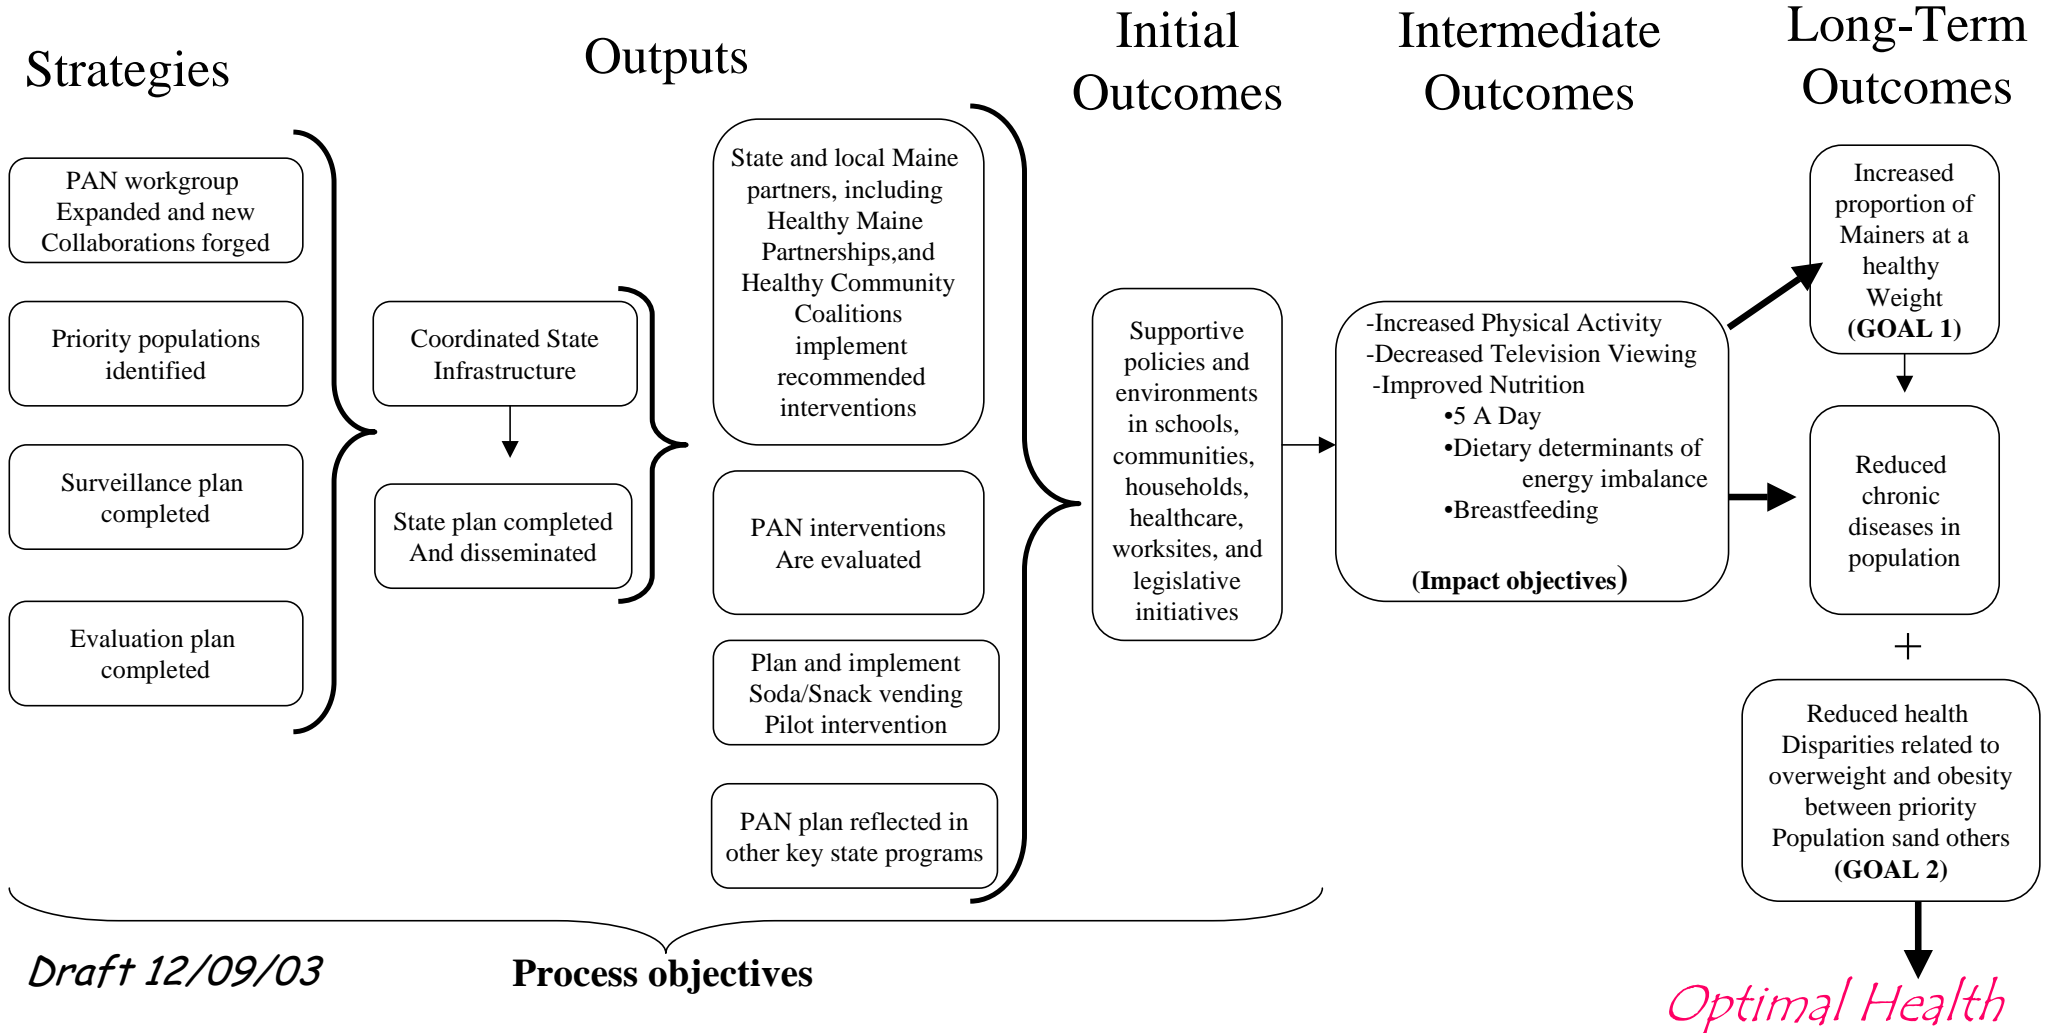 Strategies
Outputs
Initial
Outcomes
Intermediate
Outcomes
Long-Term
Outcomes
PAN workgroup
Expanded and new
Collaborations forged
Priority populations
identified
Surveillance plan
completed
Evaluation plan
completed
Coordinated State
Infrastructure
State plan completed
And disseminated
State and local Maine
partners, including
Healthy Maine
Partnerships,and
Healthy Community
Coalitions
implement
recommended
interventions
PAN interventions
Are evaluated
Plan and implement
Soda/Snack vending
Pilot intervention
PAN plan reflected in
other key state programs
Supportive
policies and
environments
in schools,
communities,
households,
healthcare,
worksites, and
legislative
initiatives
-Increased Physical Activity
-Decreased Television Viewing
-Improved Nutrition
•5 A Day
•Dietary determinants of
energy imbalance
•Breastfeeding
(Impact objectives)
Increased
proportion of
Mainers at a
healthy
Weight
(GOAL 1)
Reduced
chronic
diseases in
population
+
Reduced health
Disparities related to
overweight and obesity
between priority
Population sand others
(GOAL 2)
Draft 12/09/03
Process objectives
Optimal Health